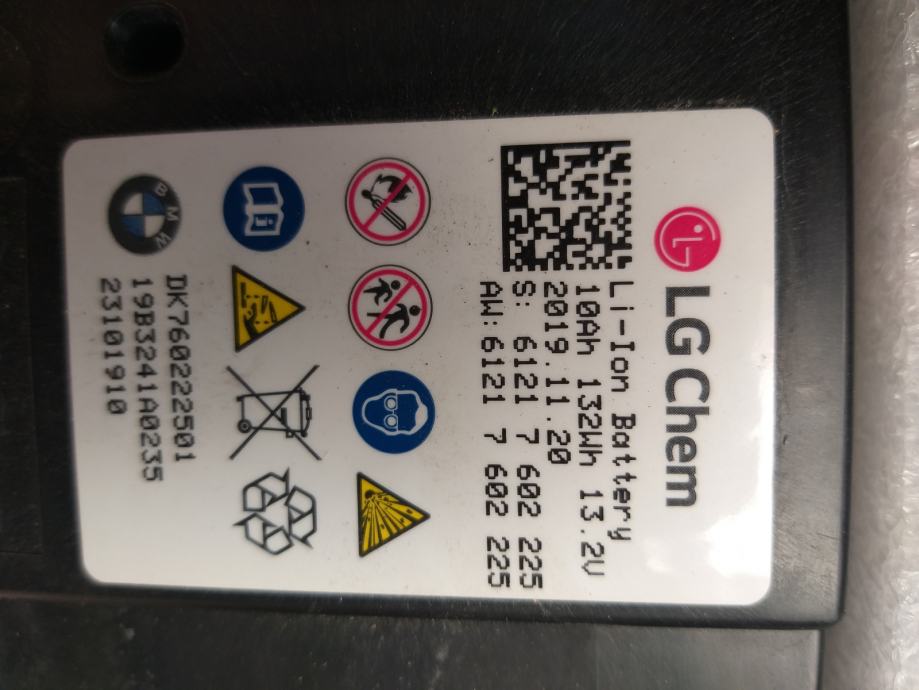 LG Chem
Li-Ion Battery
10Ah 132Wh 13.2V
2019.11.20
S: 6121 7 602 225
AW: 6121 7 602 225
BMW
DK760222501
19B3241A0235
23101910